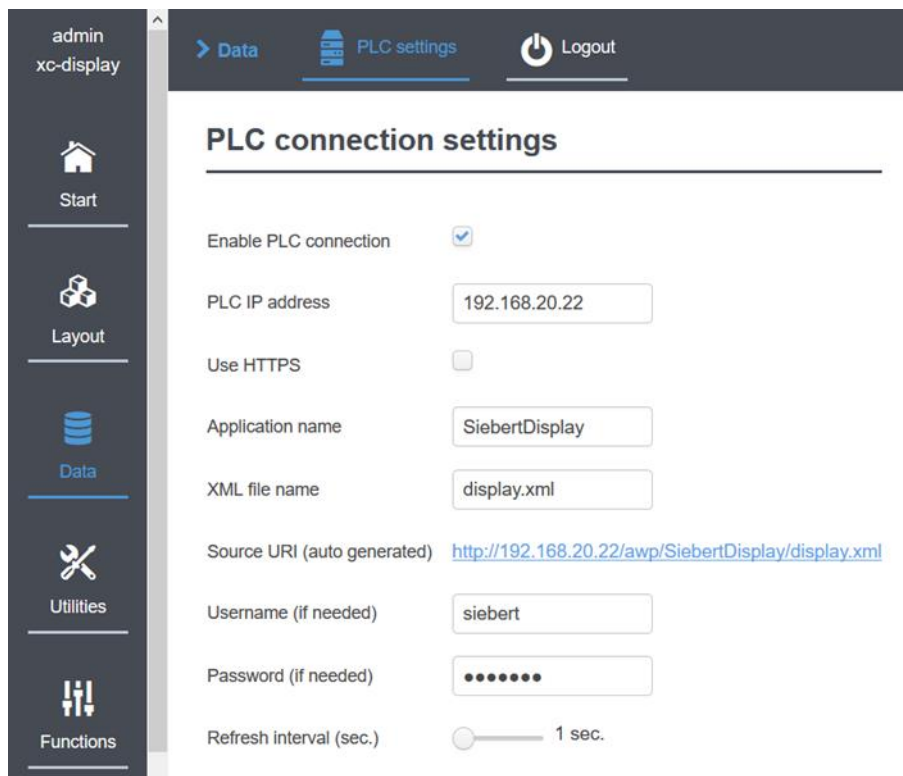 admin
xc-display
Start
Layout
Data
Utilities
Functions
Data
PLC settings
Logout
PLC connection settings
Enable PLC connection
PLC IP address 192.168.20.22
Use HTTPS
Application name SiebertDisplay
XML file name display.xml
Source URI (auto generated) http://192.168.20.22/awp/SiebertDisplay/display.xml
Username (if needed) siebert
Password (if needed) •••••••
Refresh interval (sec.) 1 sec.